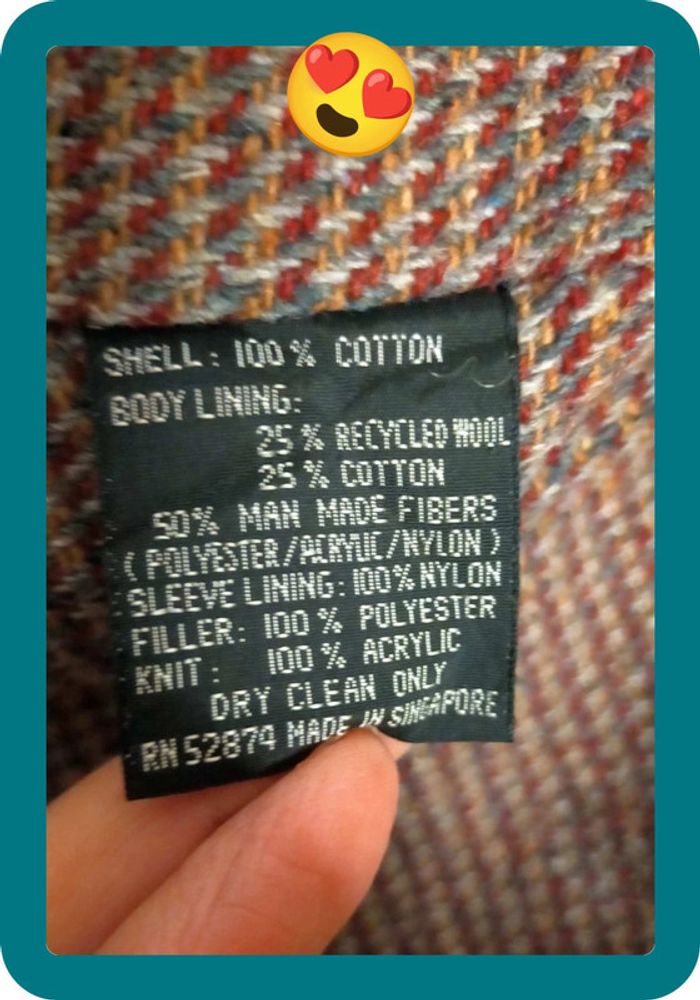 SHELL: 100% COTTON
BODY LINING:
25% RECYCLED WOOL
25% COTTON
50% MAN MADE FIBERS
(POLYESTER/ACRYLIC/NYLON)
SLEEVE LINING: 100% NYLON
FILLER: 100% POLYESTER
KNIT: 100% ACRYLIC
DRY CLEAN ONLY
RN 52874 MADE IN SINGAPORE